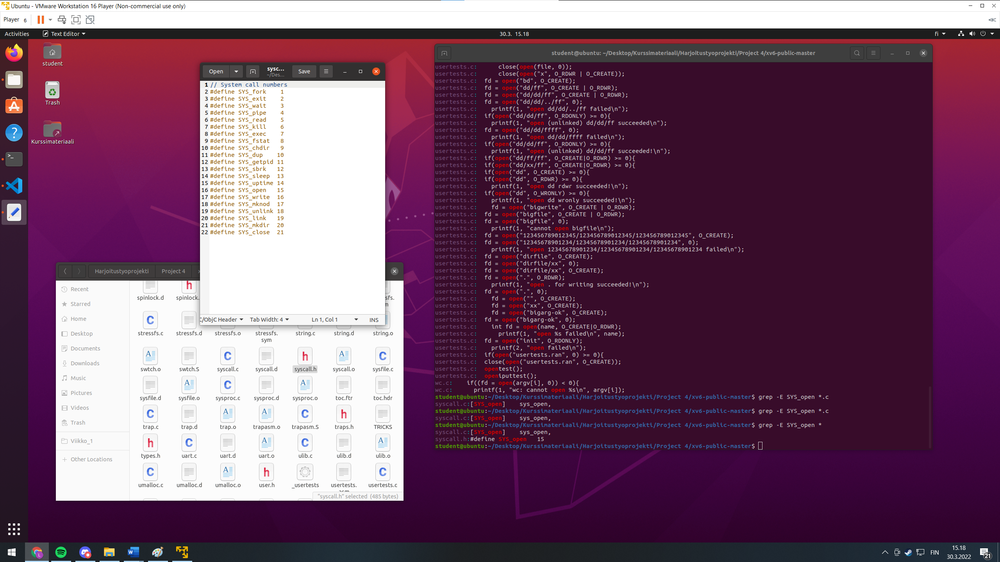 Ubuntu - VMware Workstation 16 Player (Non-commercial use only)
Player 6
Activities
Text Editor
30.3. 15.18
fi
student
Trash
Kurssimateriaali
Open
sysc...
~/Des...
Save
1 // System call numbers
2 #define SYS_fork    1
3 #define SYS_exit    2
4 #define SYS_wait    3
5 #define SYS_pipe    4
6 #define SYS_read    5
7 #define SYS_kill    6
8 #define SYS_exec    7
9 #define SYS_fstat   8
10 #define SYS_chdir   9
11 #define SYS_dup    10
12 #define SYS_getpid 11
13 #define SYS_sbrk   12
14 #define SYS_sleep  13
15 #define SYS_uptime 14
16 #define SYS_open   15
17 #define SYS_write  16
18 #define SYS_mknod  17
19 #define SYS_unlink 18
20 #define SYS_link   19
21 #define SYS_mkdir  20
22 #define SYS_close  21
C/ObjC Header
Tab Width: 4
Ln 1, Col 1
INS
Harjoitustyoprojekti
Project 4
Recent
Starred
Home
Desktop
Documents
Downloads
Music
Pictures
Videos
Trash
Viikko_1
Other Locations
spinlock.d spinlock.
sfs.
m
stressfs.c stressfs.d stressfs.o stressfs.sym string.c string.d string.o
swtch.o swtch.S syscall.c syscall.d syscall.h syscall.o sysfile.c
sysfile.d sysfile.o sysproc.c sysproc.d sysproc.o toc.ftr toc.hdr
trap.c trap.d trap.o trapasm.o trapasm.S traps.h TRICKS
types.h uart.c uart.d uart.o ulib.c ulib.d ulib.o
umalloc.c umalloc.d umalloc.o user.h _usertests usertests.asm usertests.c
“syscall.h” selected (485 bytes)
student@ubuntu: ~/Desktop/Kurssimateriaali/Harjoitustyoprojekti/Project 4/xv6-public-master
usertests.c:      close(open(file, 0));
usertests.c:      close(open("x", O_RDWR | O_CREATE));
usertests.c:  fd = open("bd", O_CREATE);
usertests.c:  fd = open("dd/ff", O_CREATE | O_RDWR);
usertests.c:  fd = open("dd/dd/ff", O_CREATE | O_RDWR);
usertests.c:  fd = open("dd/dd/../ff", 0);
usertests.c:    printf(1, "open dd/dd/../ff failed\n");
usertests.c:  if(open("dd/dd/ff", O_RDONLY) >= 0){
usertests.c:    printf(1, "open (unlinked) dd/dd/ff succeeded\n");
usertests.c:  fd = open("dd/dd/ffff", 0);
usertests.c:    printf(1, "open dd/dd/ffff failed\n");
usertests.c:  if(open("dd/dd/ff", O_RDONLY) >= 0){
usertests.c:    printf(1, "open (unlinked) dd/dd/ff succeeded!\n");
usertests.c:  if(open("dd/ff/ff", O_CREATE|O_RDWR) >= 0){
usertests.c:  if(open("dd/xx/ff", O_CREATE|O_RDWR) >= 0){
usertests.c:  if(open("dd", O_CREATE) >= 0){
usertests.c:  if(open("dd", O_RDWR) >= 0){
usertests.c:    printf(1, "open dd rdwr succeeded!\n");
usertests.c:  if(open("dd", O_WRONLY) >= 0){
usertests.c:    printf(1, "open dd wronly succeeded!\n");
usertests.c:    fd = open("bigwrite", O_CREATE | O_RDWR);
usertests.c:  fd = open("bigfile", O_CREATE | O_RDWR);
usertests.c:  fd = open("bigfile", 0);
usertests.c:    printf(1, "cannot open bigfile\n");
usertests.c:  fd = open("123456789012345/123456789012345/123456789012345", O_CREATE);
usertests.c:  fd = open("12345678901234/12345678901234/12345678901234", 0);
usertests.c:    printf(1, "open 12345678901234/12345678901234/12345678901234 failed\n");
usertests.c:  fd = open("dirfile", O_CREATE);
usertests.c:  fd = open("dirfile/xx", 0);
usertests.c:  fd = open("dirfile/xx", O_CREATE);
usertests.c:  fd = open(".", O_RDWR);
usertests.c:    printf(1, "open . for writing succeeded!\n");
usertests.c:  fd = open(".", 0);
usertests.c:    fd = open("", O_CREATE);
usertests.c:    fd = open("xx", O_CREATE);
usertests.c:    fd = open("bigarg-ok", O_CREATE);
usertests.c:  fd = open("bigarg-ok", 0);
usertests.c:    int fd = open(name, O_CREATE|O_RDWR);
usertests.c:      printf(1, "open %s failed\n", name);
usertests.c:  fd = open("init", O_RDONLY);
usertests.c:    printf(2, "open failed\n");
usertests.c:  if(open("usertests.ran", 0) >= 0){
usertests.c:  close(open("usertests.ran", O_CREATE));
usertests.c:  opentest();
usertests.c:  openiputtest();
wc.c:    if((fd = open(argv[i], 0)) < 0){
wc.c:      printf(1, "wc: cannot open %s\n", argv[i]);
student@ubuntu:~/Desktop/Kurssimateriaali/Harjoitustyoprojekti/Project 4/xv6-public-master$ grep -E SYS_open *.c
syscall.c:[SYS_open]    sys_open,
student@ubuntu:~/Desktop/Kurssimateriaali/Harjoitustyoprojekti/Project 4/xv6-public-master$ grep -E SYS_open *.c
syscall.c:[SYS_open]    sys_open,
student@ubuntu:~/Desktop/Kurssimateriaali/Harjoitustyoprojekti/Project 4/xv6-public-master$ grep -E SYS_open *
syscall.c:[SYS_open]    sys_open,
syscall.h:#define SYS_open   15
student@ubuntu:~/Desktop/Kurssimateriaali/Harjoitustyoprojekti/Project 4/xv6-public-master$
FIN
15.18
30.3.2022
21